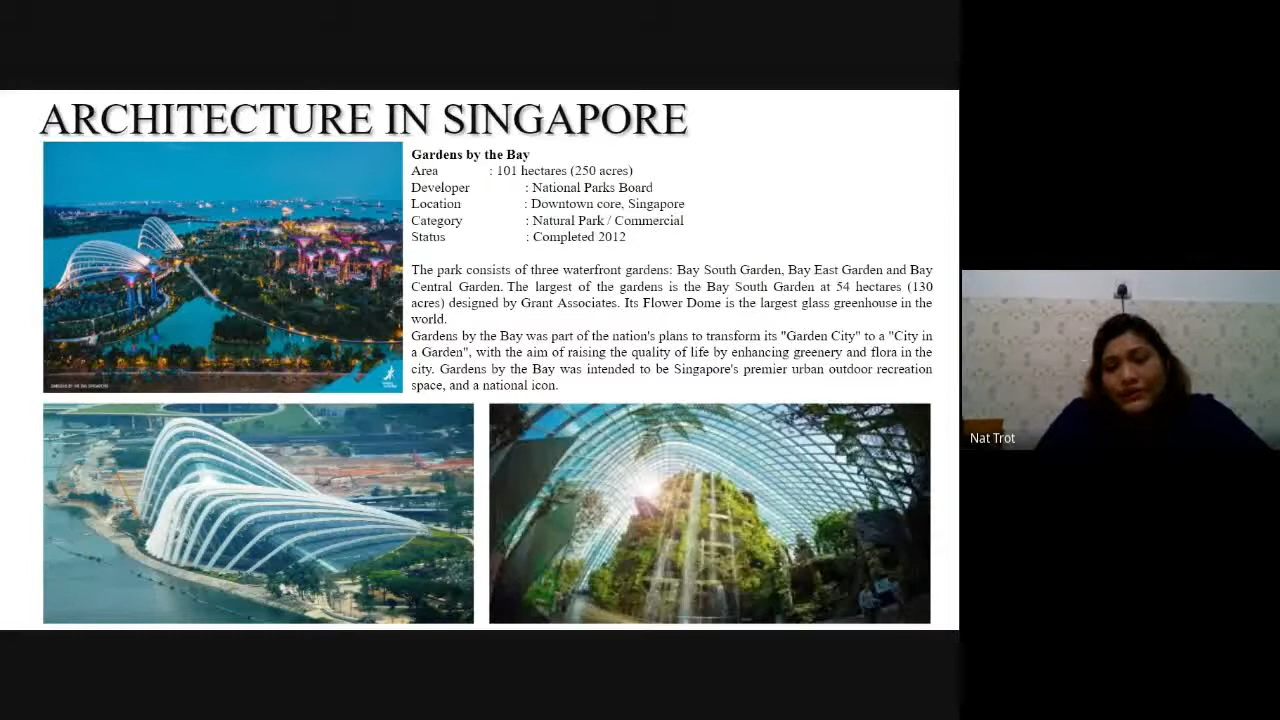 ARCHITECTURE IN SINGAPORE
Gardens by the Bay
Area : 101 hectares (250 acres)
Developer : National Parks Board
Location : Downtown core, Singapore
Category : Natural Park / Commercial
Status : Completed 2012
The park consists of three waterfront gardens: Bay South Garden, Bay East Garden and Bay
Central Garden. The largest of the gardens is the Bay South Garden at 54 hectares (130
acres) designed by Grant Associates. Its Flower Dome is the largest glass greenhouse in the
world.
Gardens by the Bay was part of the nation's plans to transform its "Garden City" to a "City in
a Garden", with the aim of raising the quality of life by enhancing greenery and flora in the
city. Gardens by the Bay was intended to be Singapore's premier urban outdoor recreation
space, and a national icon.
GARDENS BY THE BAY, SINGAPORE
Nat Trot